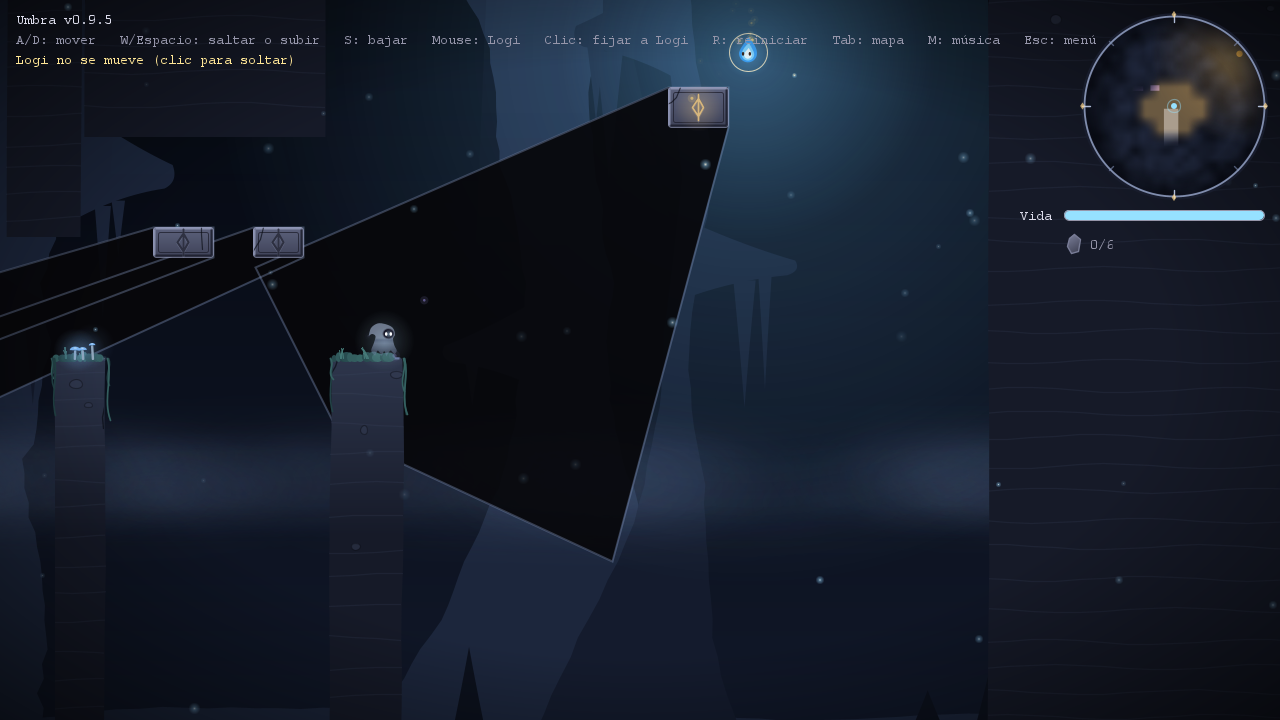 Umbra v0.9.5
A/D: mover W/Espacio: saltar o subir S: bajar Mouse: Logi Clic: fijar a Logi R: reiniciar Tab: mapa M: música Esc: menú
Logi no se mueve (clic para soltar)
Vida
0/6